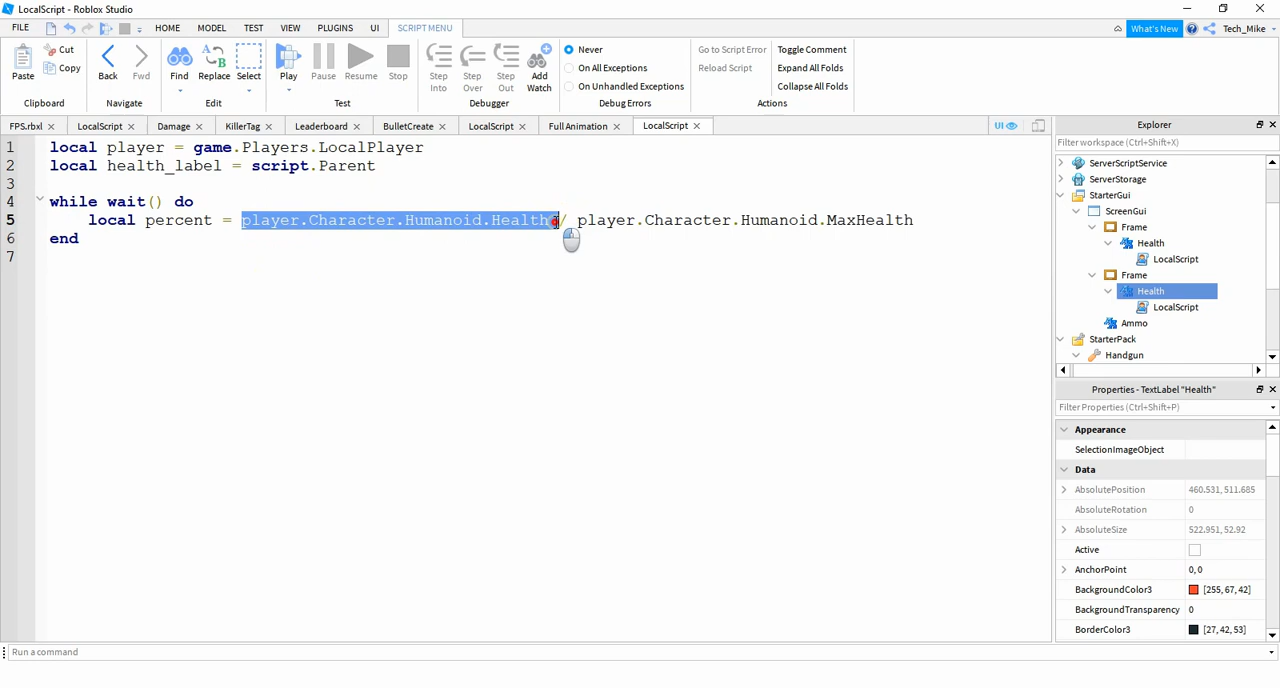 LocalScript - Roblox Studio
FILE HOME MODEL TEST VIEW PLUGINS UI SCRIPT MENU What's New Tech_Mike
Paste Cut Copy Back Fwd Find Replace Select Play Pause Resume Stop Step Into Step Over Step Out Add Watch
Never
On All Exceptions
On Unhandled Exceptions
Go to Script Error
Reload Script
Toggle Comment
Expand All Folds
Collapse All Folds
Clipboard Navigate Edit Test Debugger Debug Errors Actions
FPS.rbxl LocalScript Damage KillerTag Leaderboard BulletCreate LocalScript Full Animation LocalScript UI
1 local player = game.Players.LocalPlayer
2 local health_label = script.Parent
3
4 while wait() do
5 local percent = player.Character.Humanoid.Health / player.Character.Humanoid.MaxHealth
6 end
7
Explorer
Filter workspace (Ctrl+Shift+X)
ServerScriptService
ServerStorage
StarterGui
ScreenGui
Frame
Health
LocalScript
Frame
Health
LocalScript
Ammo
StarterPack
Handgun
Properties - TextLabel "Health"
Filter Properties (Ctrl+Shift+P)
Appearance
SelectionImageObject
Data
AbsolutePosition 460.531, 511.685
AbsoluteRotation 0
AbsoluteSize 522.951, 52.92
Active
AnchorPoint 0, 0
BackgroundColor3 [255, 67, 42]
BackgroundTransparency 0
BorderColor3 [27, 42, 53]
Run a command